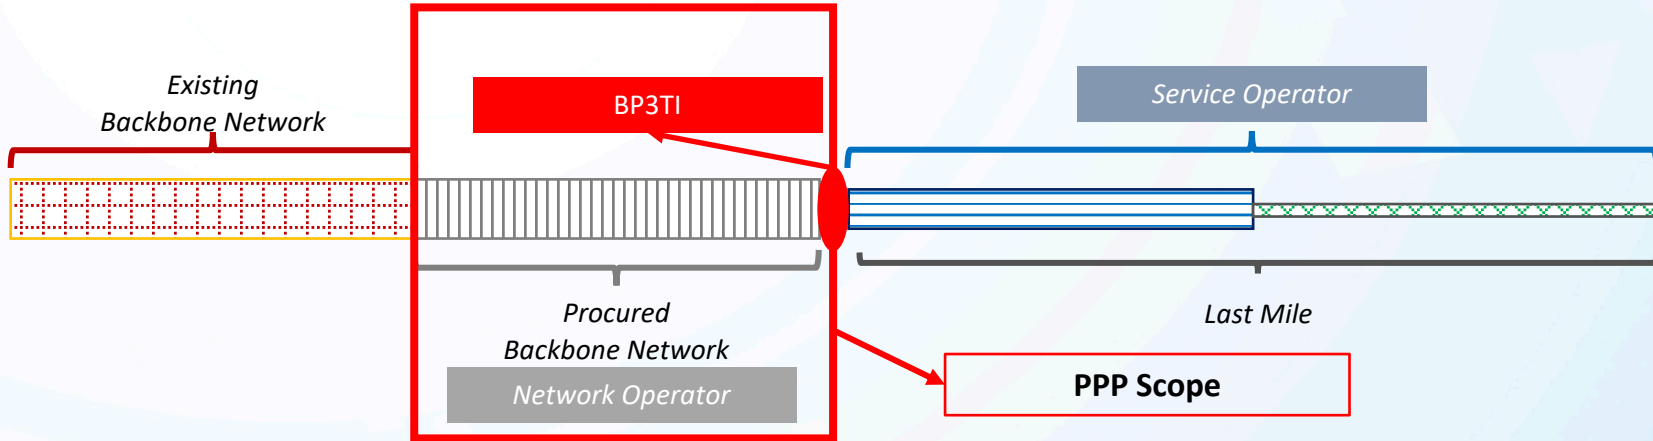 Existing
Backbone Network
BP3TI
Service Operator
Procured
Backbone Network
Network Operator
Last Mile
PPP Scope